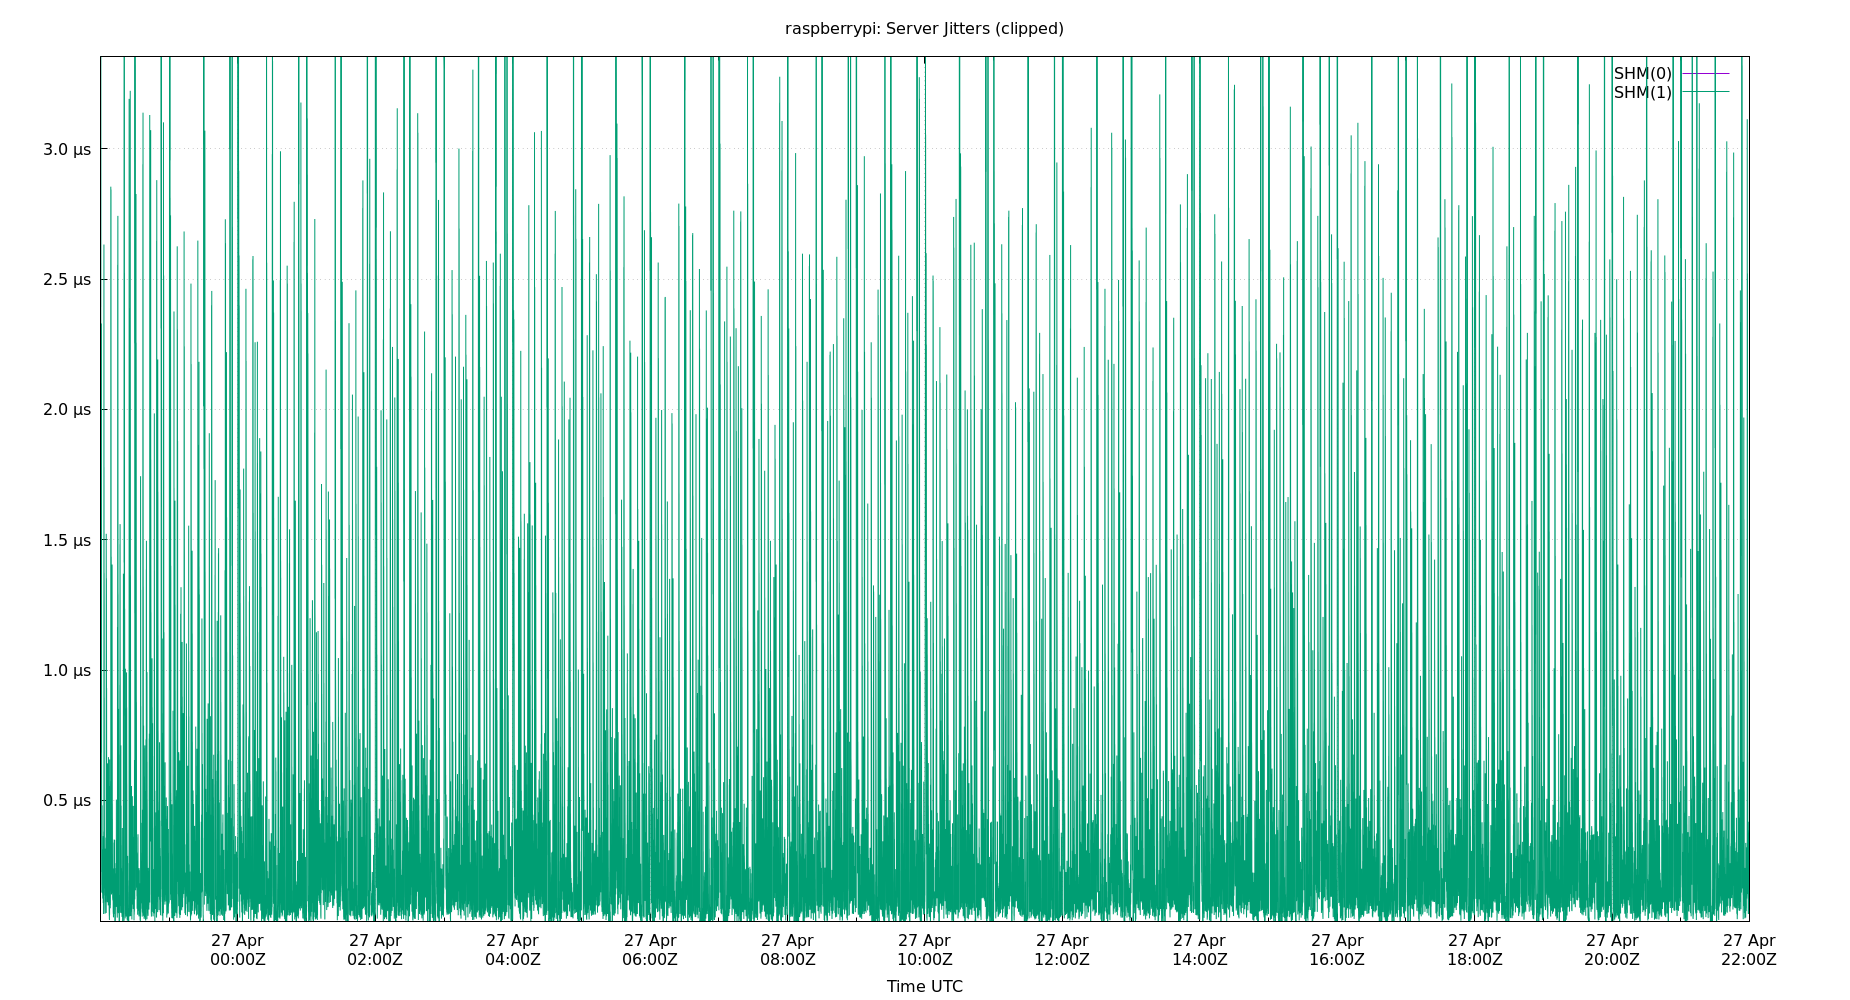 raspberrypi: Server Jitters (clipped)
SHM(0)
SHM(1)
3.0 µs
2.5 µs
2.0 µs
1.5 µs
1.0 µs
0.5 µs
27 Apr 27 Apr 27 Apr 27 Apr 27 Apr 27 Apr 27 Apr 27 Apr 27 Apr 27 Apr 27 Apr 27 Apr
00:00Z 02:00Z 04:00Z 06:00Z 08:00Z 10:00Z 12:00Z 14:00Z 16:00Z 18:00Z 20:00Z 22:00Z
Time UTC